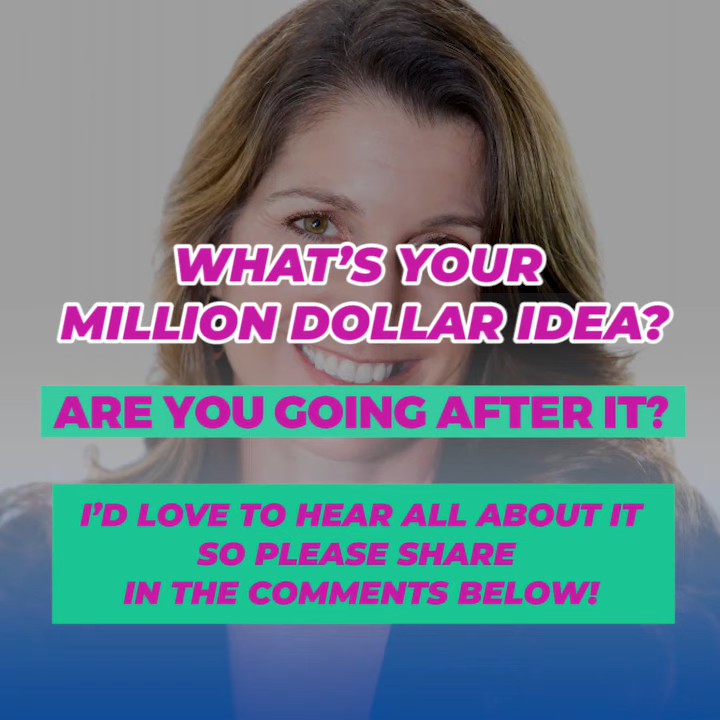 WHAT’S YOUR
MILLION DOLLAR IDEA?
ARE YOU GOING AFTER IT?
I’D LOVE TO HEAR ALL ABOUT IT
SO PLEASE SHARE
IN THE COMMENTS BELOW!